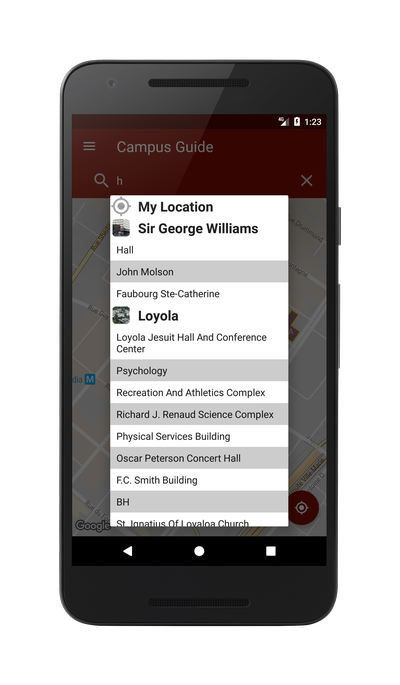 1:23
Campus Guide
h
My Location
Sir George Williams
Hall
John Molson
Faubourg Ste-Catherine
Loyola
Loyola Jesuit Hall And Conference
Center
Psychology
Recreation And Athletics Complex
Richard J. Renaud Science Complex
Physical Services Building
Oscar Peterson Concert Hall
F.C. Smith Building
BH
St. Ignatius Of Loyaloa Church
Google